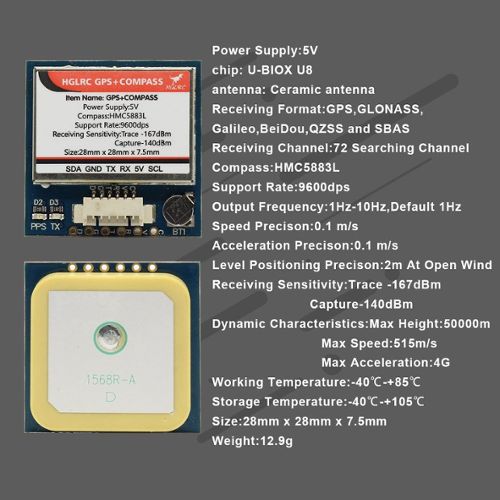 HGLRC GPS+COMPASS
HGLRC
Item Name: GPS+COMPASS
Power Supply:5V
Compass:HMC5883L
Support Rate:9600dps
Receiving Sensitivity:Trace -167dBm
Capture-140dBm
Size:28mm x 28mm x 7.5mm
SDA GND TX RX 5V SCL
D2 D3
PPS TX
BT1
1568R-A
D
Power Supply:5V
chip: U-BIOX U8
antenna: Ceramic antenna
Receiving Format:GPS,GLONASS,
Galileo,BeiDou,QZSS and SBAS
Receiving Channel:72 Searching Channel
Compass:HMC5883L
Support Rate:9600dps
Output Frequency:1Hz-10Hz,Default 1Hz
Speed Precison:0.1 m/s
Acceleration Precison:0.1 m/s
Level Positioning Precison:2m At Open Wind
Receiving Sensitivity:Trace -167dBm
Capture-140dBm
Dynamic Characteristics:Max Height:50000m
Max Speed:515m/s
Max Acceleration:4G
Working Temperature:-40℃-+85℃
Storage Temperature:-40℃-+105℃
Size:28mm x 28mm x 7.5mm
Weight:12.9g